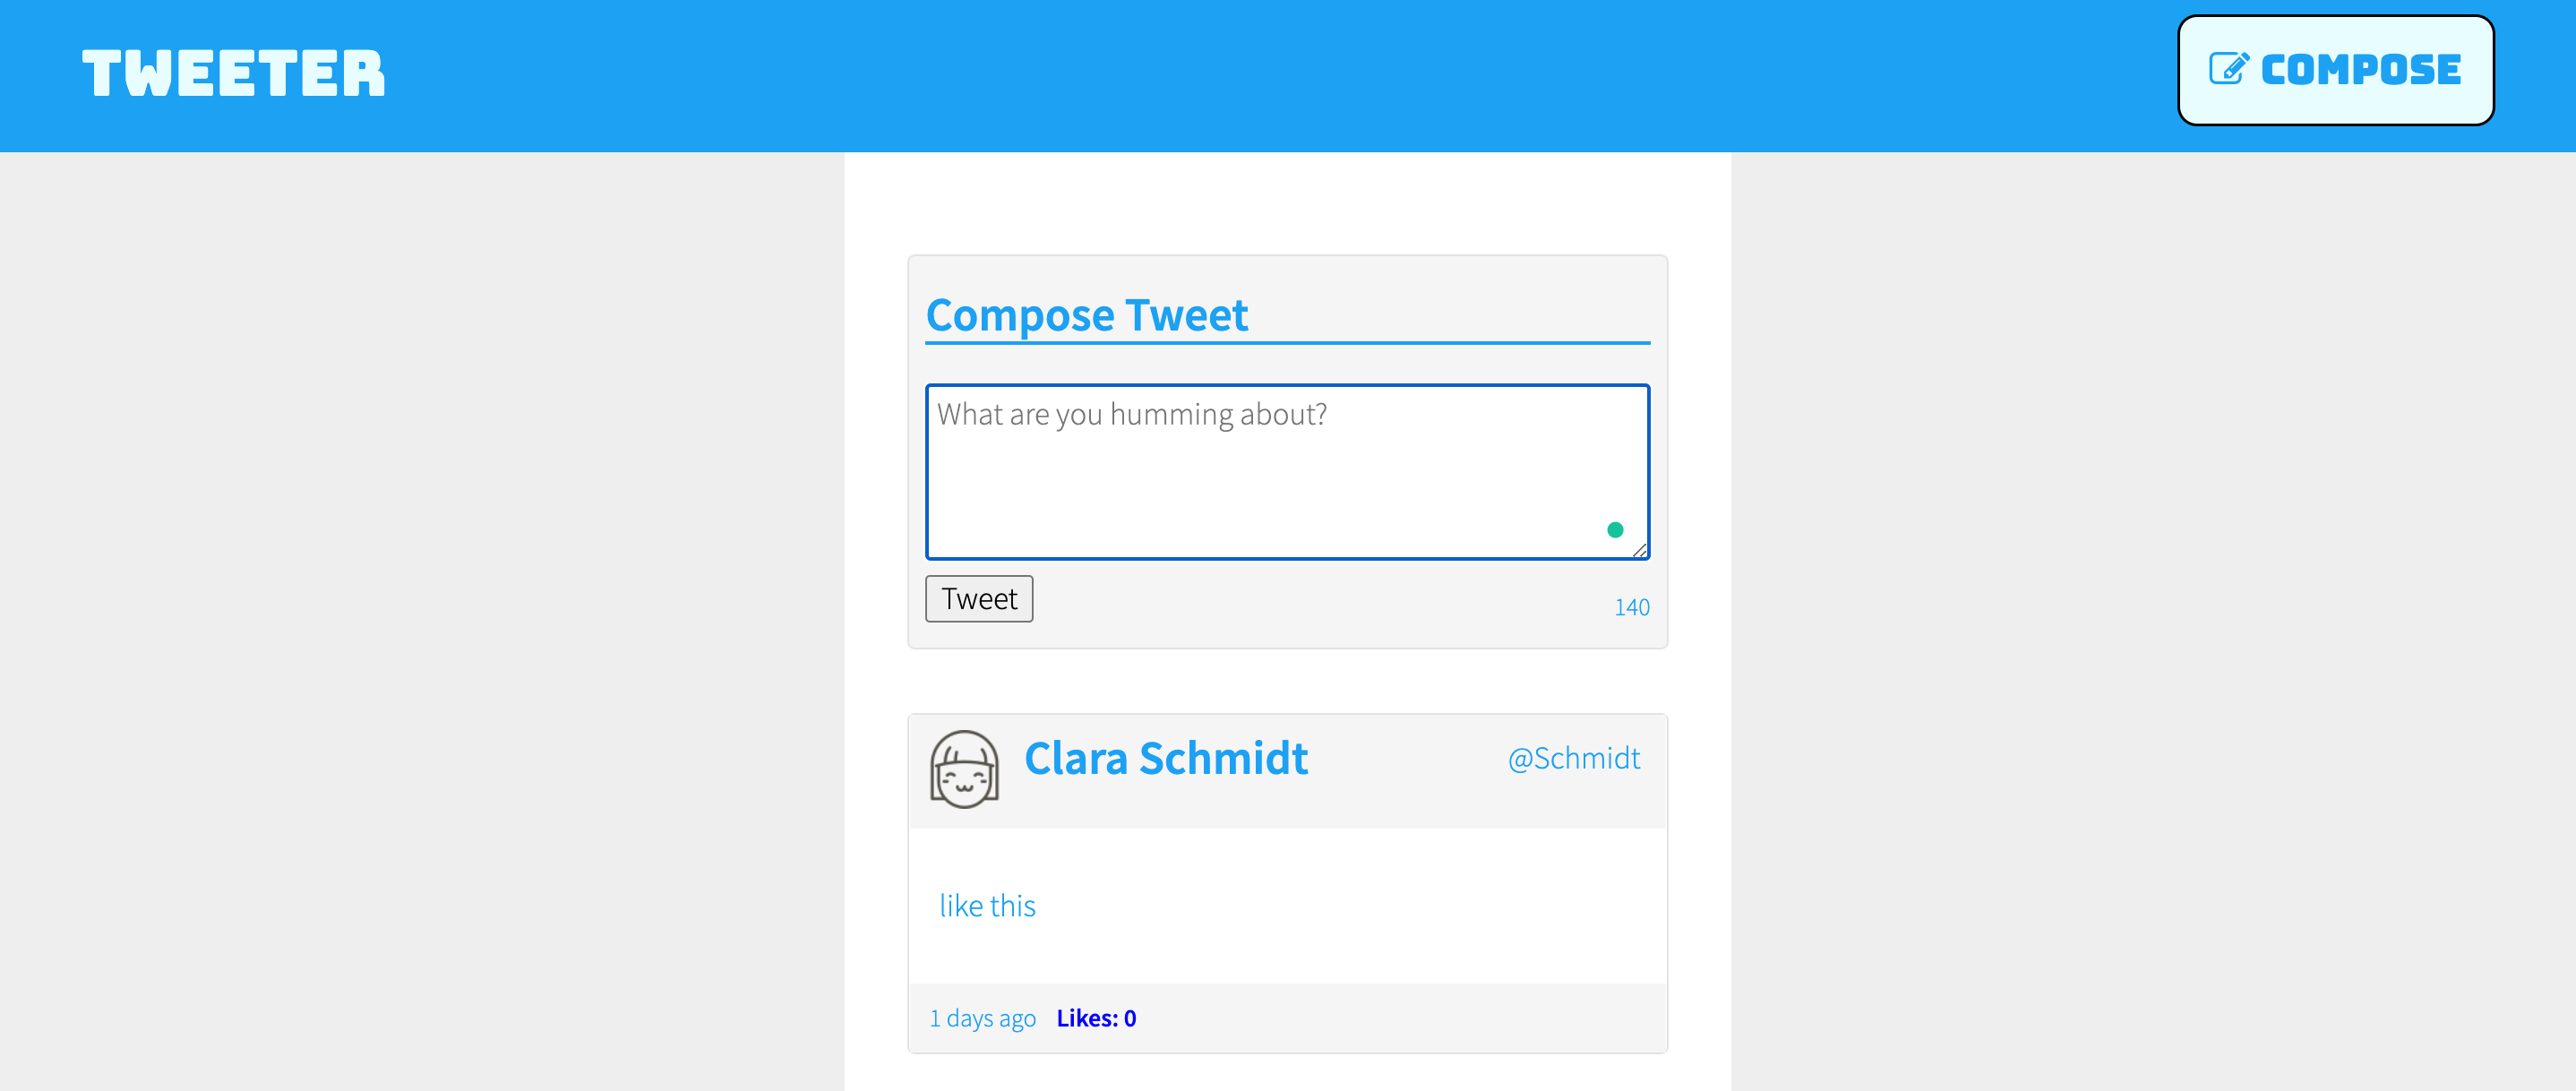 TWEETER
COMPOSE
Compose Tweet
What are you humming about?
Tweet
140
Clara Schmidt
@Schmidt
like this
1 days ago Likes: 0